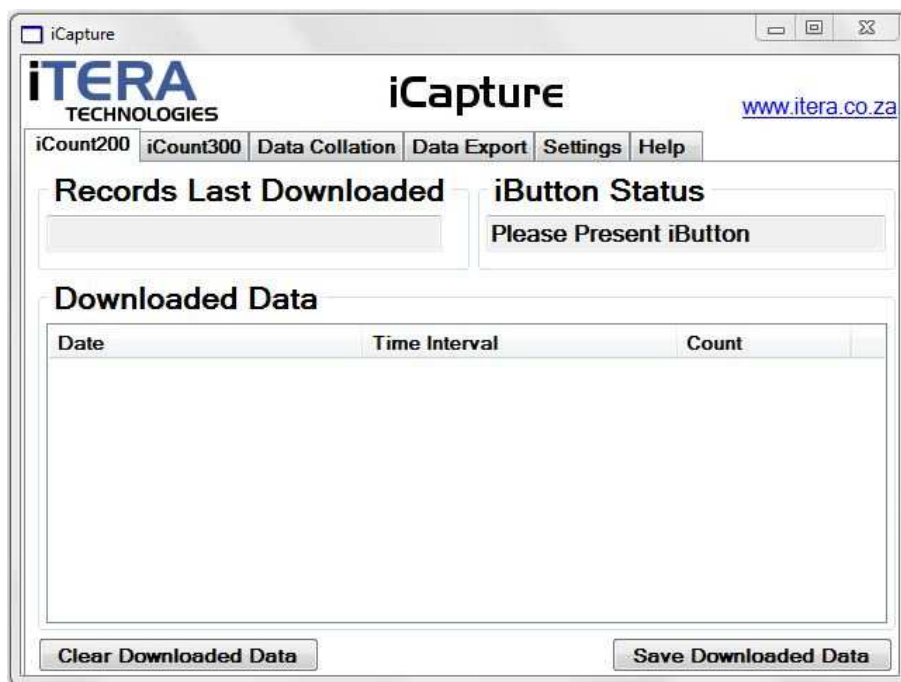 iCapture
iTERA
TECHNOLOGIES
iCapture
www.itera.co.za
iCount200 iCount300 Data Collation Data Export Settings Help
Records Last Downloaded iButton Status
Please Present iButton
Downloaded Data
Date Time Interval Count
Clear Downloaded Data Save Downloaded Data